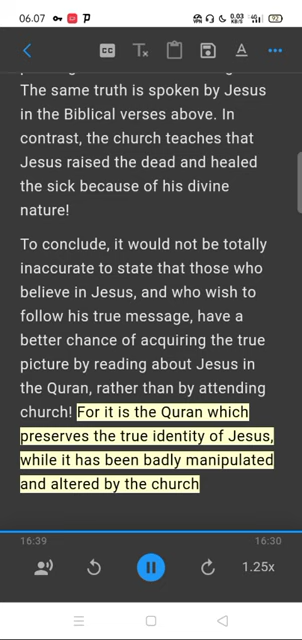 06.07
0.03
KB/S
4G
92
CC
The same truth is spoken by Jesus
in the Biblical verses above. In
contrast, the church teaches that
Jesus raised the dead and healed
the sick because of his divine
nature!
To conclude, it would not be totally
inaccurate to state that those who
believe in Jesus, and who wish to
follow his true message, have a
better chance of acquiring the true
picture by reading about Jesus in
the Quran, rather than by attending
church! For it is the Quran which
preserves the true identity of Jesus,
while it has been badly manipulated
and altered by the church
16:39
16:30
1.25x